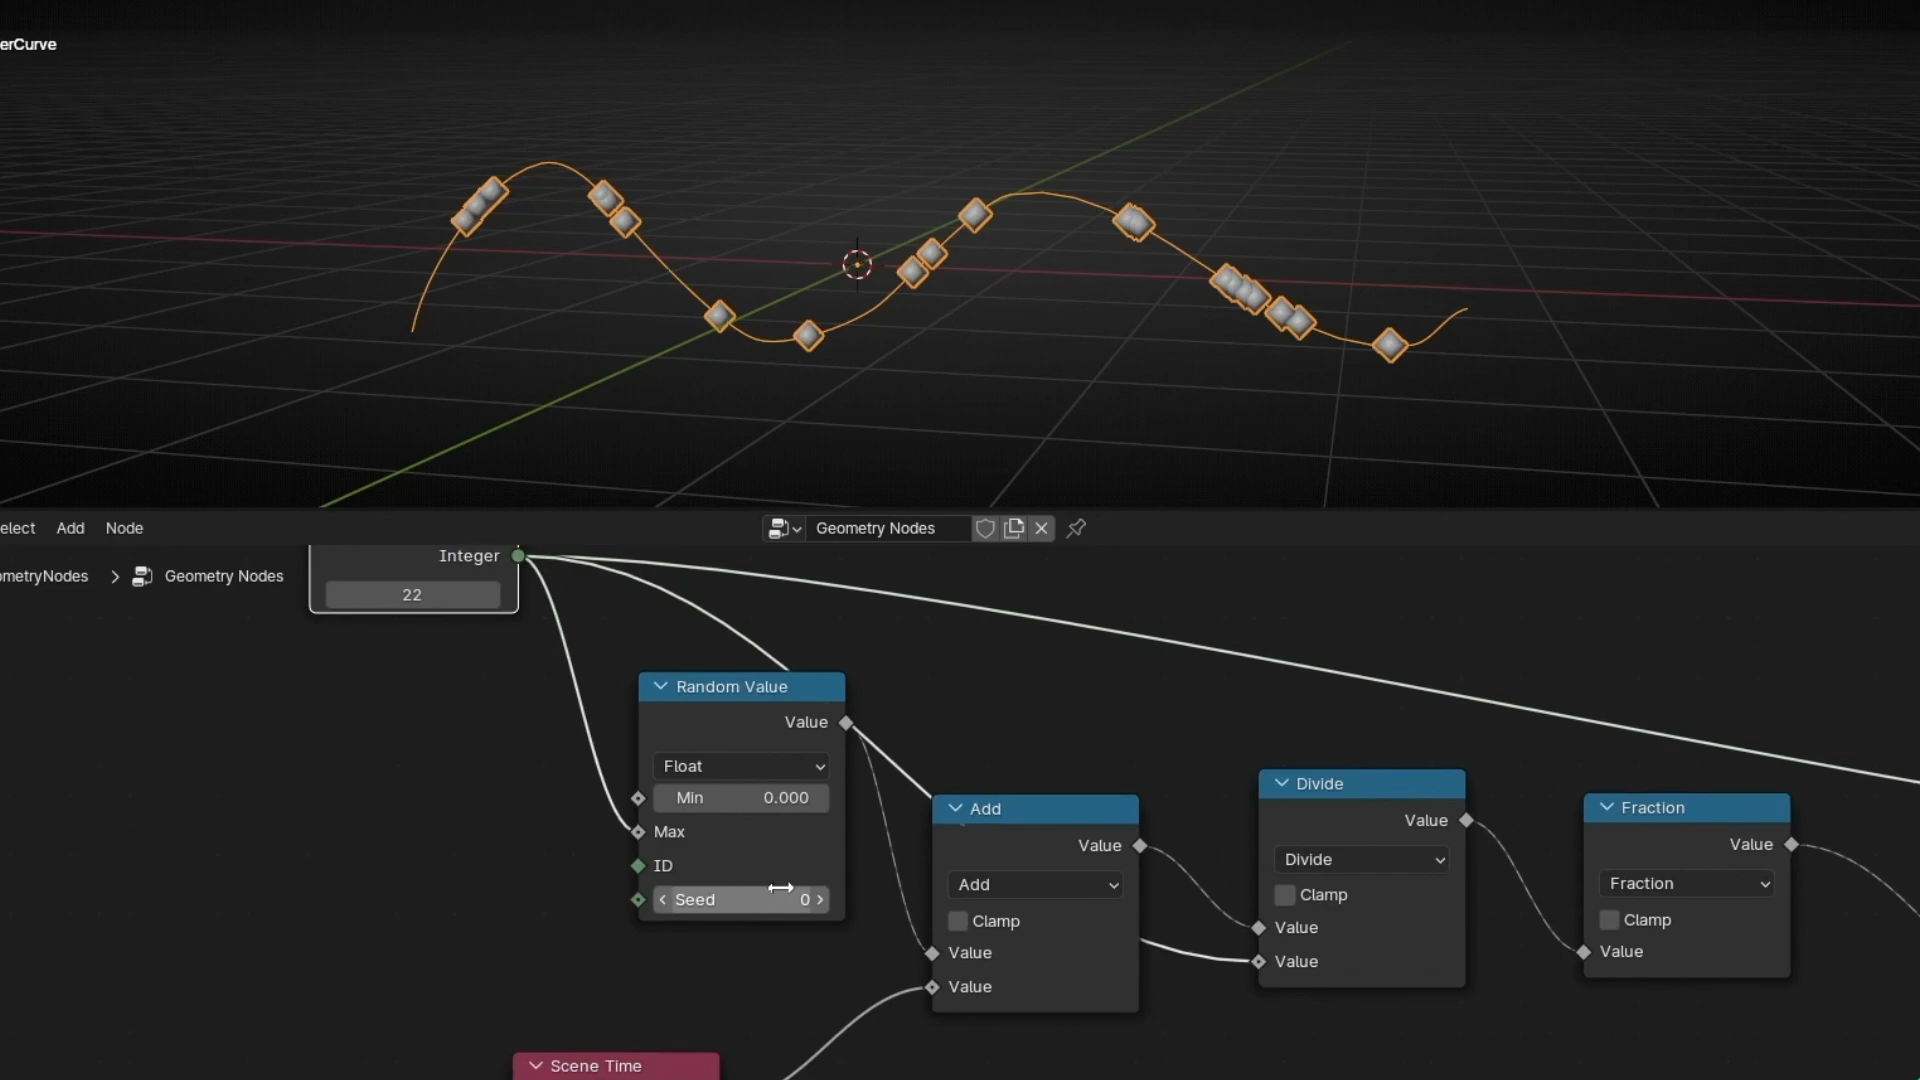 erCurve
elect Add Node Geometry Nodes
Integer
ometryNodes > Geometry Nodes
22
Random Value
Value
Float
Min 0.000
Max
ID
Seed 0
Add
Value
Add
Clamp
Value
Value
Divide
Value
Divide
Clamp
Value
Value
Fraction
Value
Fraction
Clamp
Value
Scene Time